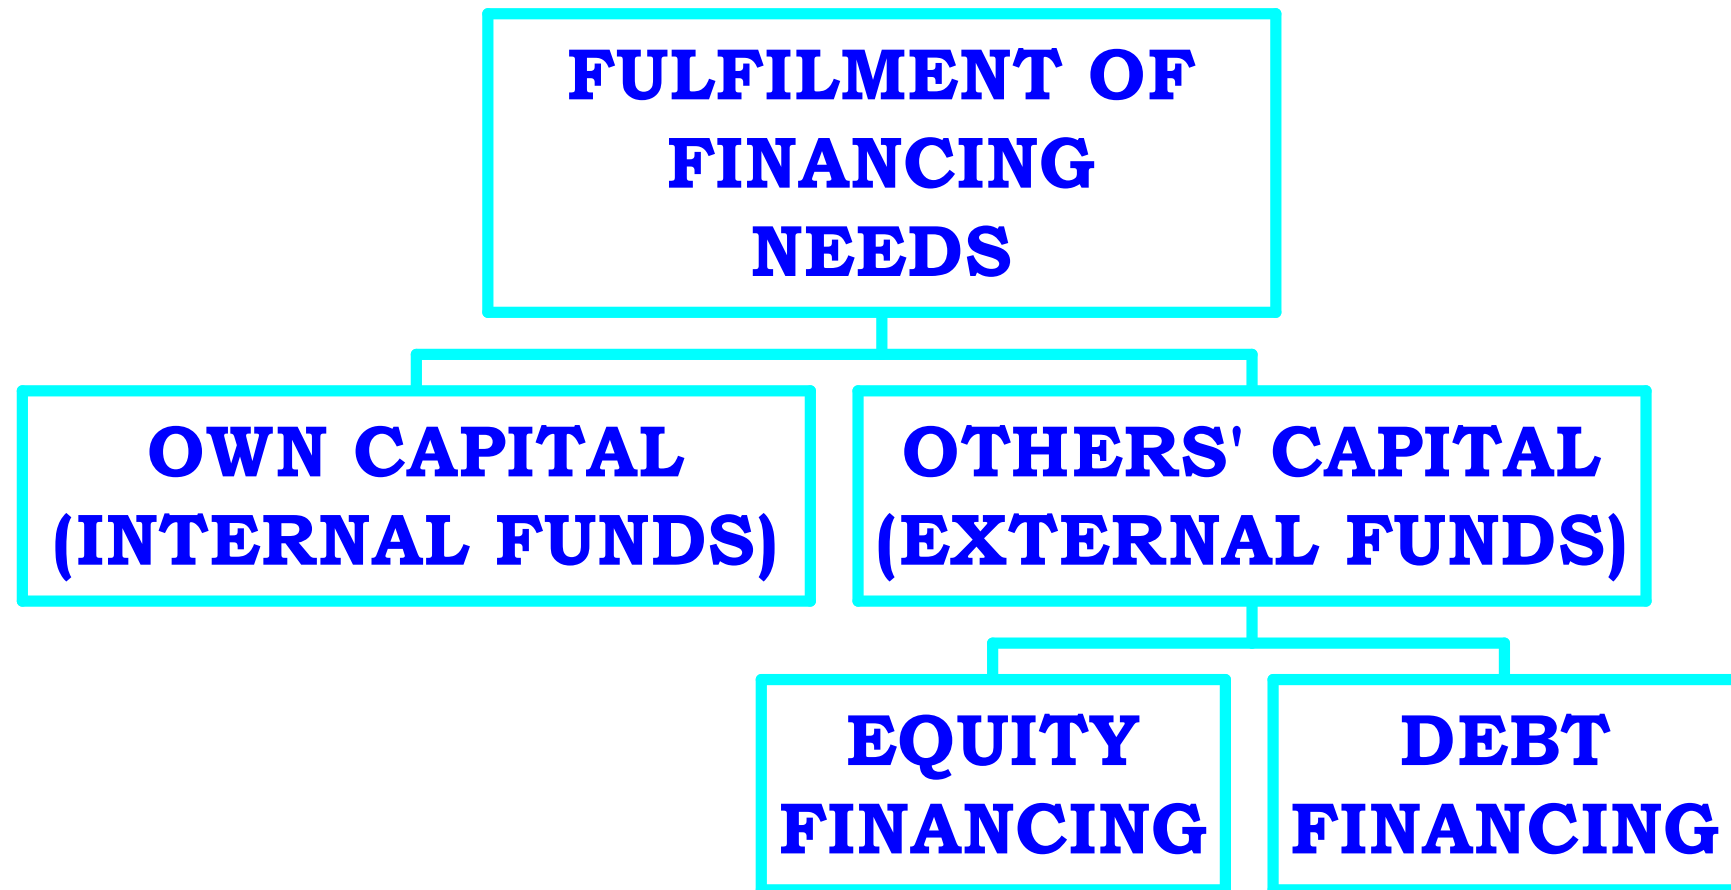 FULFILMENT OF
FINANCING
NEEDS
OWN CAPITAL
(INTERNAL FUNDS)
OTHERS' CAPITAL
(EXTERNAL FUNDS)
EQUITY
FINANCING
DEBT
FINANCING